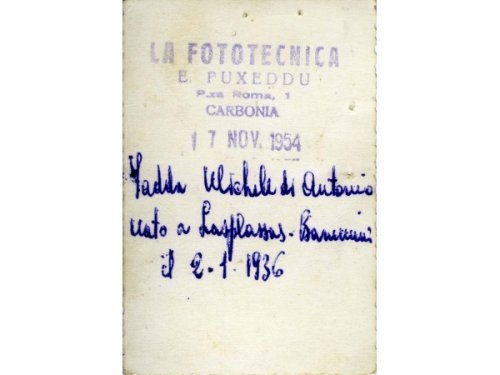 LA FOTOTECNICA
E. PUXEDDU
P.za Roma, 1
CARBONIA
17 NOV. 1954
Fadda Michele di Antonio
nato a Lasplassas - Barumini
il 2-1-1936